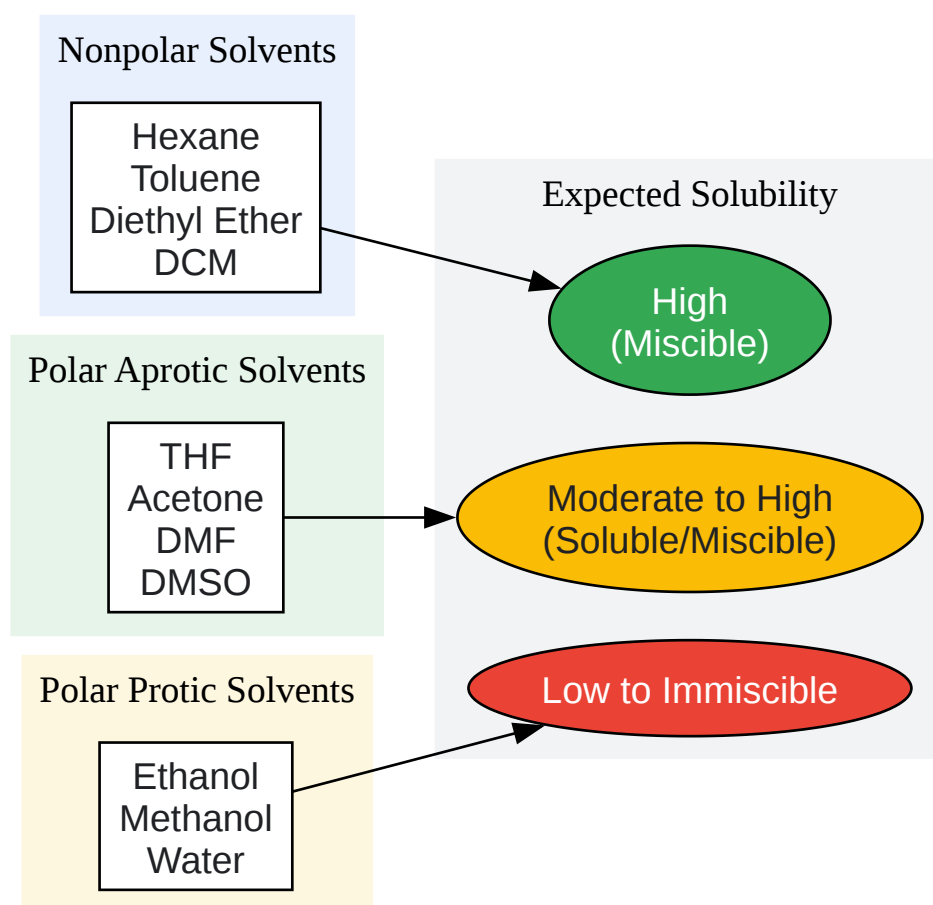 Nonpolar Solvents
Hexane
Toluene
Diethyl Ether
DCM
Expected Solubility
High
(Miscible)
Polar Aprotic Solvents
THF
Acetone
DMF
DMSO
Moderate to High
(Soluble/Miscible)
Polar Protic Solvents
Ethanol
Methanol
Water
Low to Immiscible